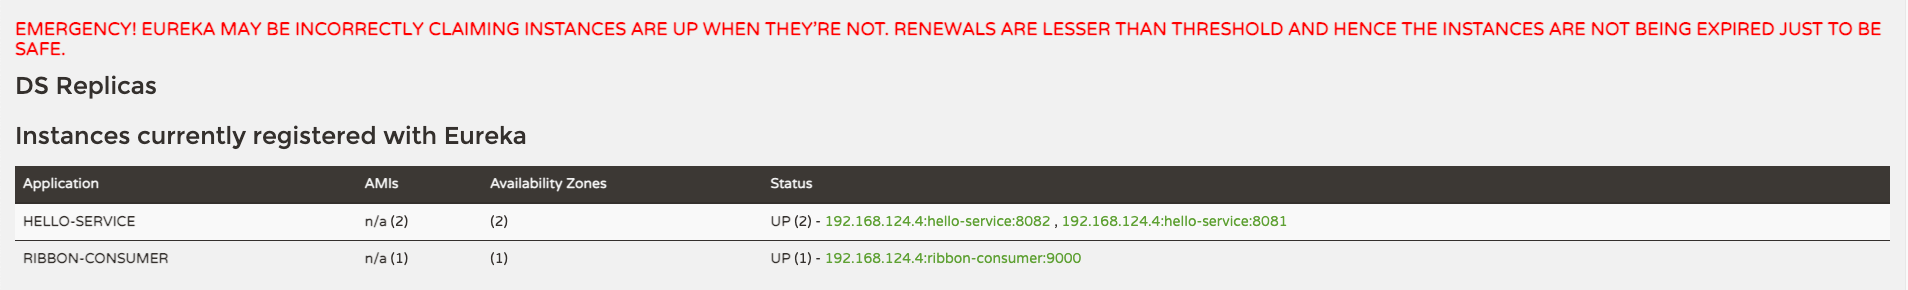 EMERGENCY! EUREKA MAY BE INCORRECTLY CLAIMING INSTANCES ARE UP WHEN THEY'RE NOT. RENEWALS ARE LESSER THAN THRESHOLD AND HENCE THE INSTANCES ARE NOT BEING EXPIRED JUST TO BE
SAFE.
DS Replicas
Instances currently registered with Eureka
Application AMIs Availability Zones Status
HELLO-SERVICE n/a (2) (2) UP (2) - 192.168.124.4:hello-service:8082 , 192.168.124.4:hello-service:8081
RIBBON-CONSUMER n/a (1) (1) UP (1) - 192.168.124.4:ribbon-consumer:9000